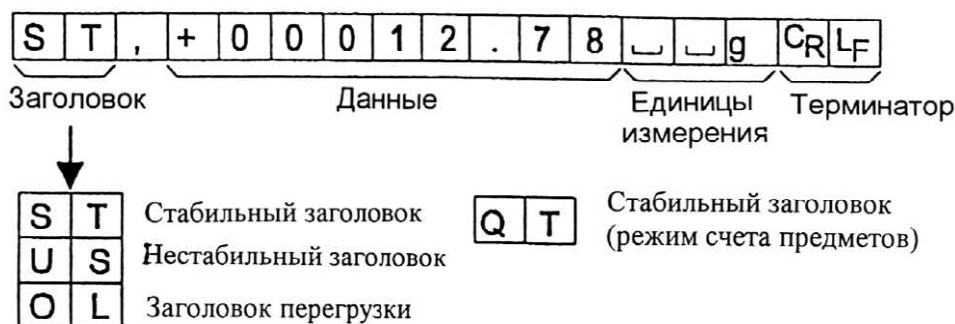 S T , + 0 0 0 1 2 . 7 8 ␣ ␣ g CR LF
Заголовок Данные Единицы измерения Терминатор
S T Стабильный заголовок
U S Нестабильный заголовок
O L Заголовок перегрузки
Q T Стабильный заголовок
(режим счета предметов)